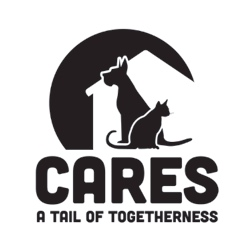 CARES
A TAIL OF TOGETHERNESS